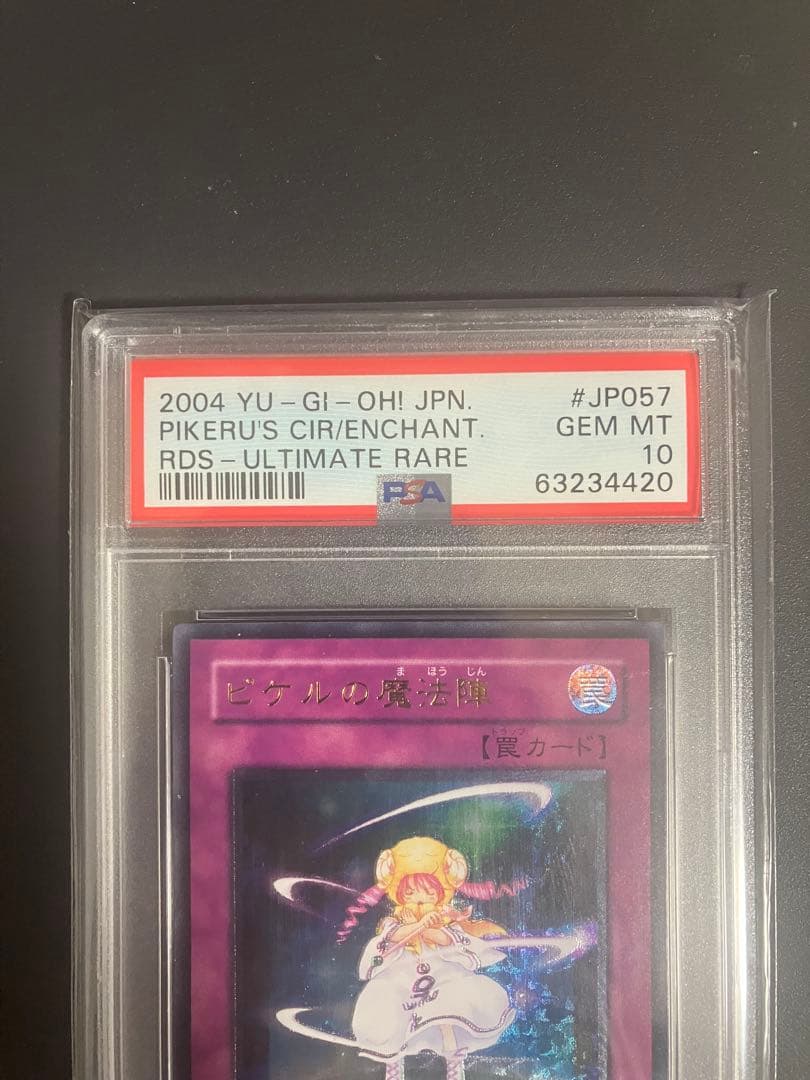 2004 YU-GI-OH! JPN. #JP057
PIKERU'S CIR/ENCHANT. GEM MT
RDS-ULTIMATE RARE 10
PSA 63234420
まほうじん
ピケルの魔法陣 罠
トラップ
【罠カード】